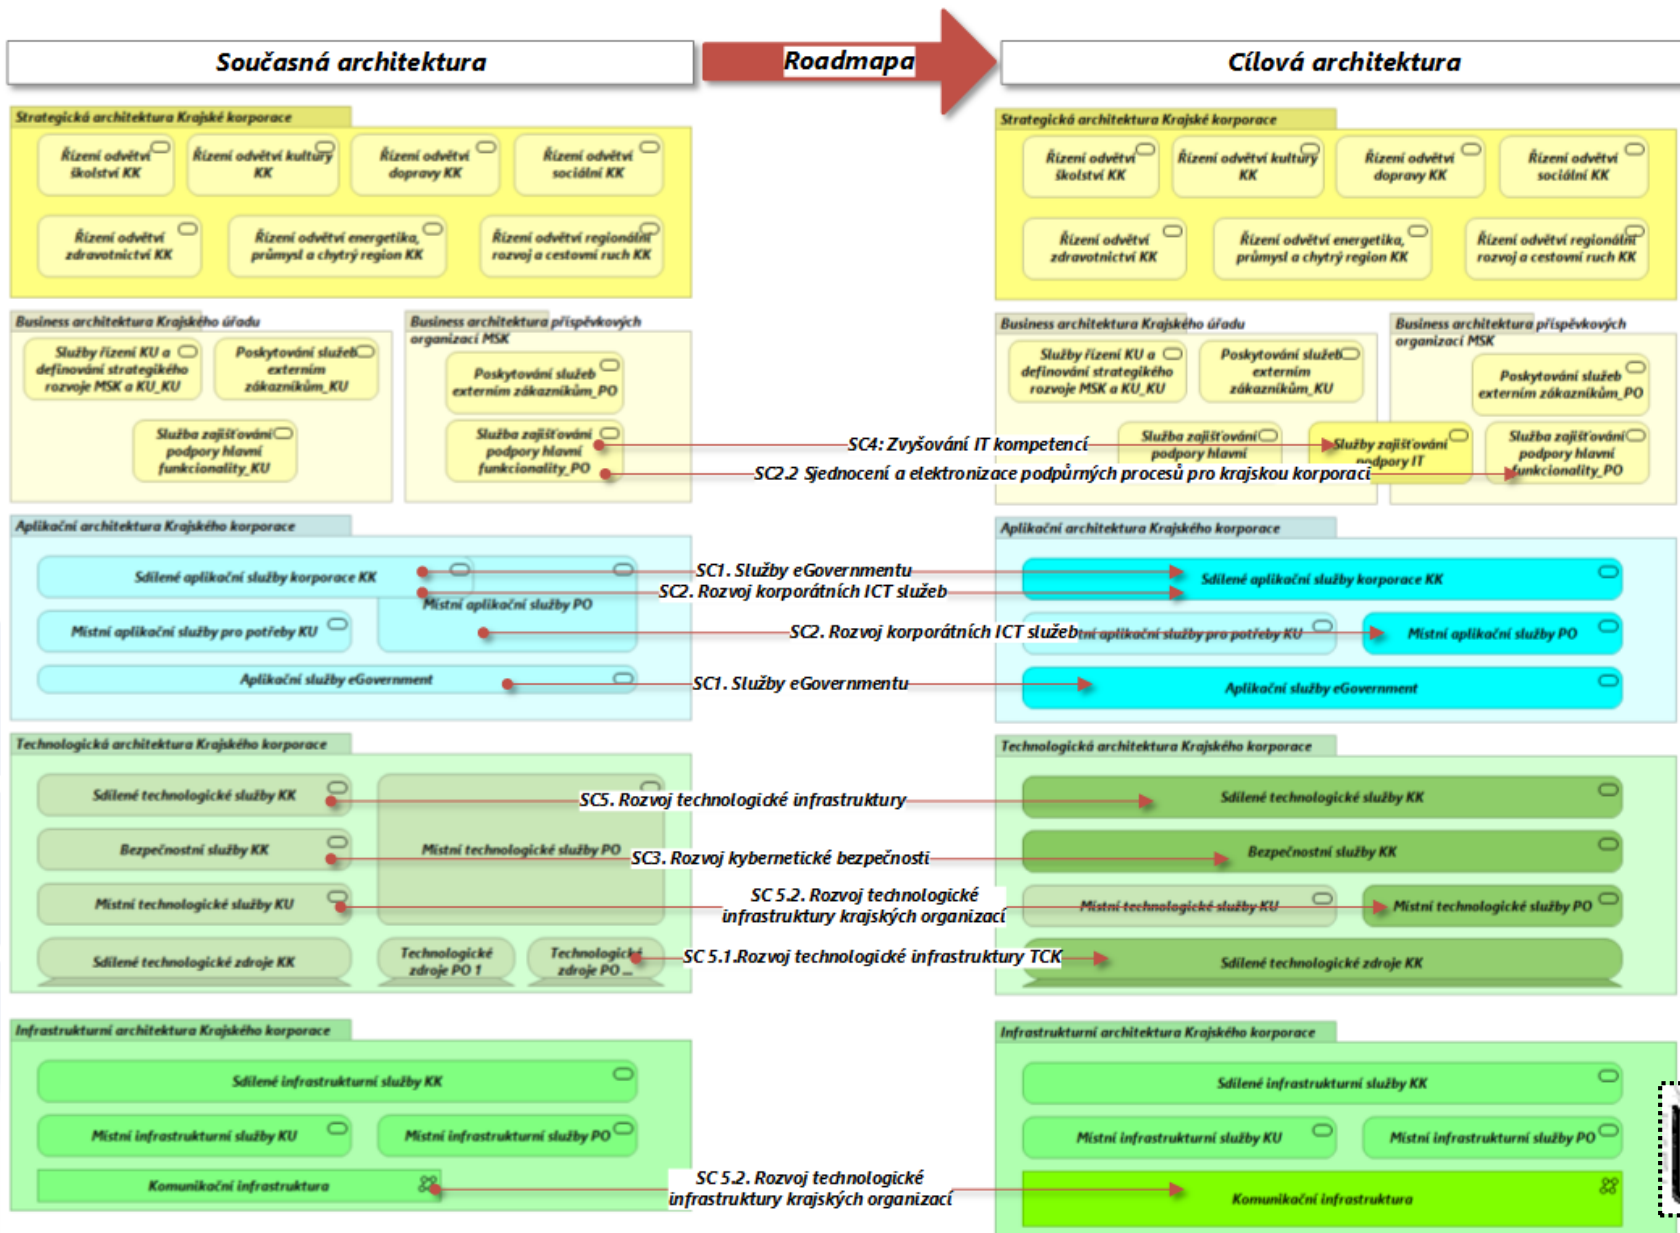 Současná architektura
Roadmapa
Cílová architektura
Strategická architektura Krajské korporace
Řízení odvětví
školství KK
Řízení odvětví kultury
KK
Řízení odvětví
dopravy KK
Řízení odvětví
sociální KK
Řízení odvětví
zdravotnictví KK
Řízení odvětví energetika,
průmysl a chytrý region KK
Řízení odvětví regionální
rozvoj a cestovní ruch KK
Business architektura Krajského úřadu
Služby řízení KU a
definování strategikého
rozvoje MSK a KU_KU
Poskytování služeb
externím
zákazníkům_KU
Služba zajišťování
podpory hlavní
funkcionality_KU
Business architektura příspěvkových
organizací MSK
Poskytování služeb
externím zákazníkům_PO
Služba zajišťování
podpory hlavní
funkcionality_PO
Aplikační architektura Krajského korporace
Sdílené aplikační služby korporace KK
Místní aplikační služby PO
Místní aplikační služby pro potřeby KU
Aplikační služby eGovernment
Technologická architektura Krajského korporace
Sdílené technologické služby KK
Bezpečnostní služby KK
Místní technologické služby PO
Místní technologické služby KU
Sdílené technologické zdroje KK
Technologické
zdroje PO 1
Technologické
zdroje PO ...
Infrastrukturní architektura Krajského korporace
Sdílené infrastrukturní služby KK
Místní infrastrukturní služby KU
Místní infrastrukturní služby PO
Komunikační infrastruktura
SC4: Zvyšování IT kompetencí
SC2.2 Sjednocení a elektronizace podpůrných procesů pro krajskou korporaci
SC1. Služby eGovernmentu
SC2. Rozvoj korporátních ICT služeb
SC2. Rozvoj korporátních ICT služeb
SC1. Služby eGovernmentu
SC5. Rozvoj technologické infrastruktury
SC3. Rozvoj kybernetické bezpečnosti
SC 5.2. Rozvoj technologické
infrastruktury krajských organizací
SC 5.1.Rozvoj technologické infrastruktury TCK
SC 5.2. Rozvoj technologické
infrastruktury krajských organizací
Strategická architektura Krajské korporace
Řízení odvětví
školství KK
Řízení odvětví kultury
KK
Řízení odvětví
dopravy KK
Řízení odvětví
sociální KK
Řízení odvětví
zdravotnictví KK
Řízení odvětví energetika,
průmysl a chytrý region KK
Řízení odvětví regionální
rozvoj a cestovní ruch KK
Business architektura Krajského úřadu
Služby řízení KU a
definování strategikého
rozvoje MSK a KU_KU
Poskytování služeb
externím
zákazníkům_KU
Služba zajišťování
podpory hlavní
Služby zajišťování
podpory IT
Business architektura příspěvkových
organizací MSK
Poskytování služeb
externím zákazníkům_PO
Služba zajišťování
podpory hlavní
funkcionality_PO
Aplikační architektura Krajského korporace
Sdílené aplikační služby korporace KK
aplikační služby pro potřeby KU
Místní aplikační služby PO
Aplikační služby eGovernment
Technologická architektura Krajského korporace
Sdílené technologické služby KK
Bezpečnostní služby KK
Místní technologické služby KU
Místní technologické služby PO
Sdílené technologické zdroje KK
Infrastrukturní architektura Krajského korporace
Sdílené infrastrukturní služby KK
Místní infrastrukturní služby KU
Místní infrastrukturní služby PO
Komunikační infrastruktura